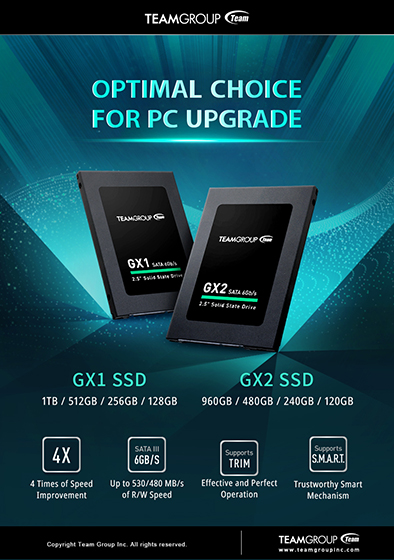 TEAMGROUP Team
OPTIMAL CHOICE
FOR PC UPGRADE
TEAMGROUP Team
GX1 SATA 6Gb/s
2.5" Solid State Drive
TEAMGROUP Team
GX2 SATA 6Gb/s
2.5" Solid State Drive
GX1 SSD
1TB / 512GB / 256GB / 128GB
GX2 SSD
960GB / 480GB / 240GB / 120GB
4X
4 Times of Speed
Improvement
SATA III
6GB/S
Up to 530/480 MB/s
of R/W Speed
Supports
TRIM
Effective and Perfect
Operation
Supports
S.M.A.R.T.
Trustworthy Smart
Mechanism
Copyright Team Group Inc. All rights reserved.
TEAMGROUP Team
www.teamgroupinc.com